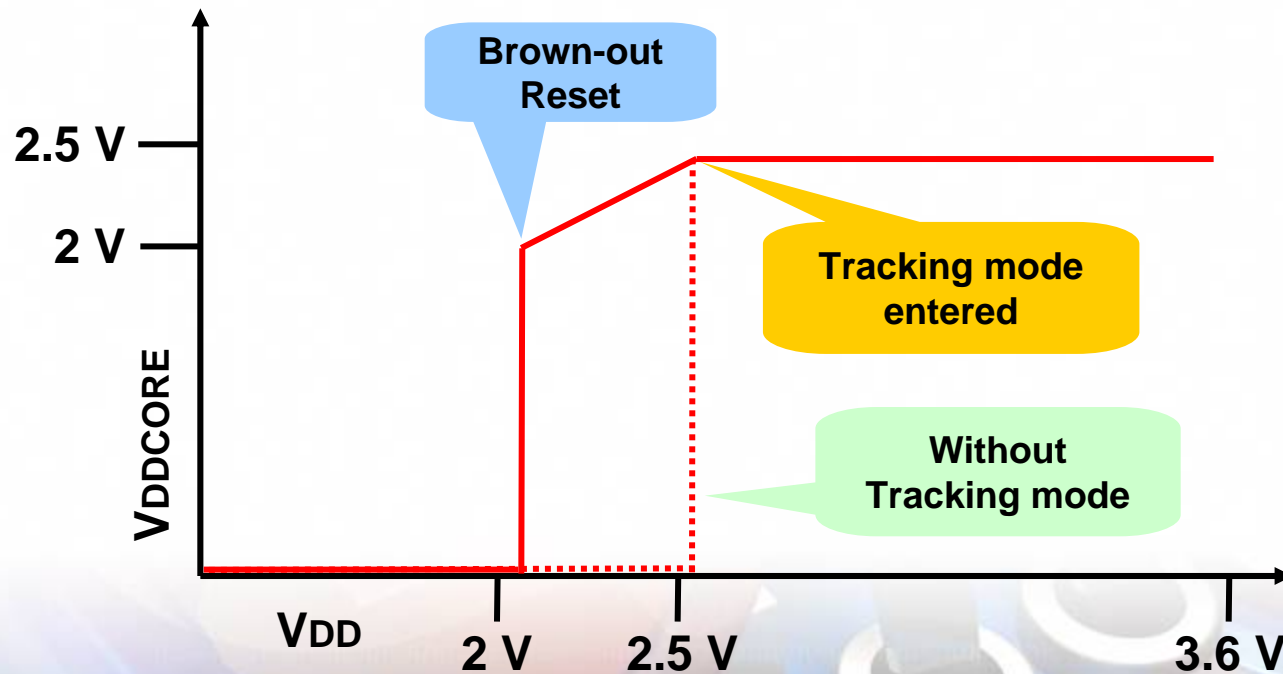 Brown-out
Reset
2.5 V
2 V
Tracking mode
entered
VDDCORE
Without
Tracking mode
VDD
2 V
2.5 V
3.6 V